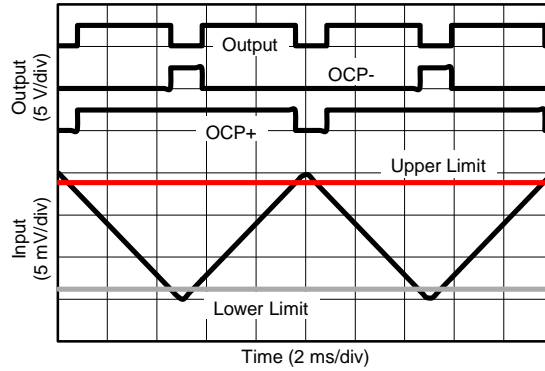 Output
OCP-
OCP+
Output
(5 V/div)
Upper Limit
Input
(5 mV/div)
Lower Limit
Time (2 ms/div)